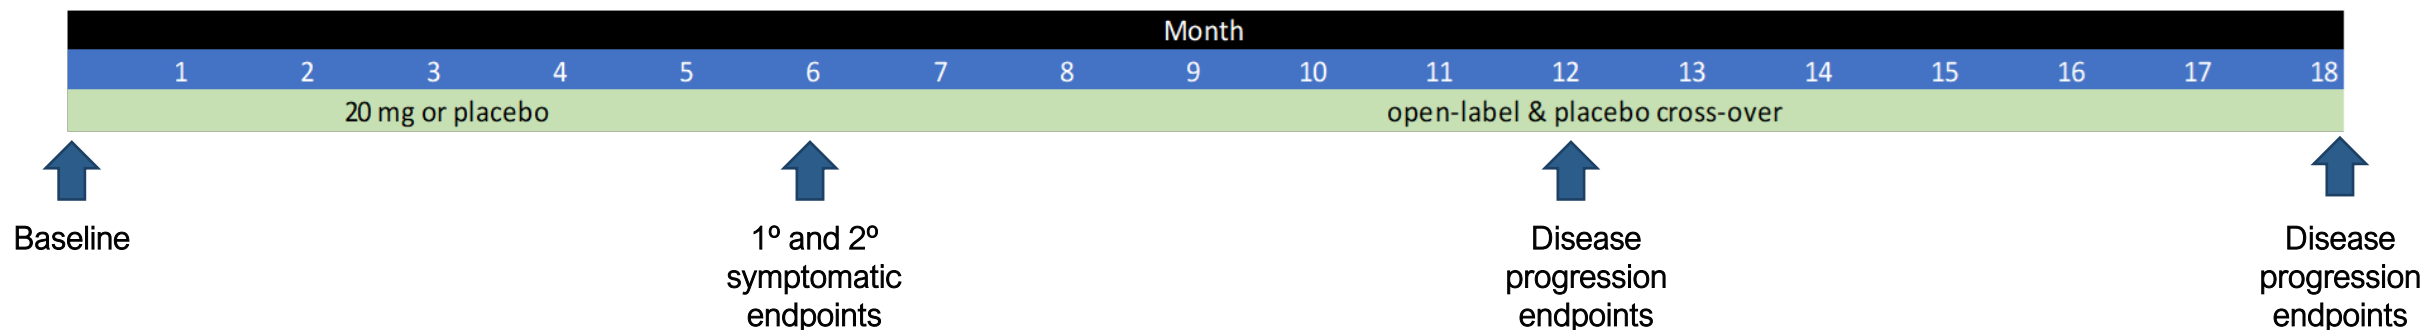 Month
1 2 3 4 5 6 7 8 9 10 11 12 13 14 15 16 17 18
20 mg or placebo open-label & placebo cross-over
Baseline
1º and 2º
symptomatic
endpoints
Disease
progression
endpoints
Disease
progression
endpoints